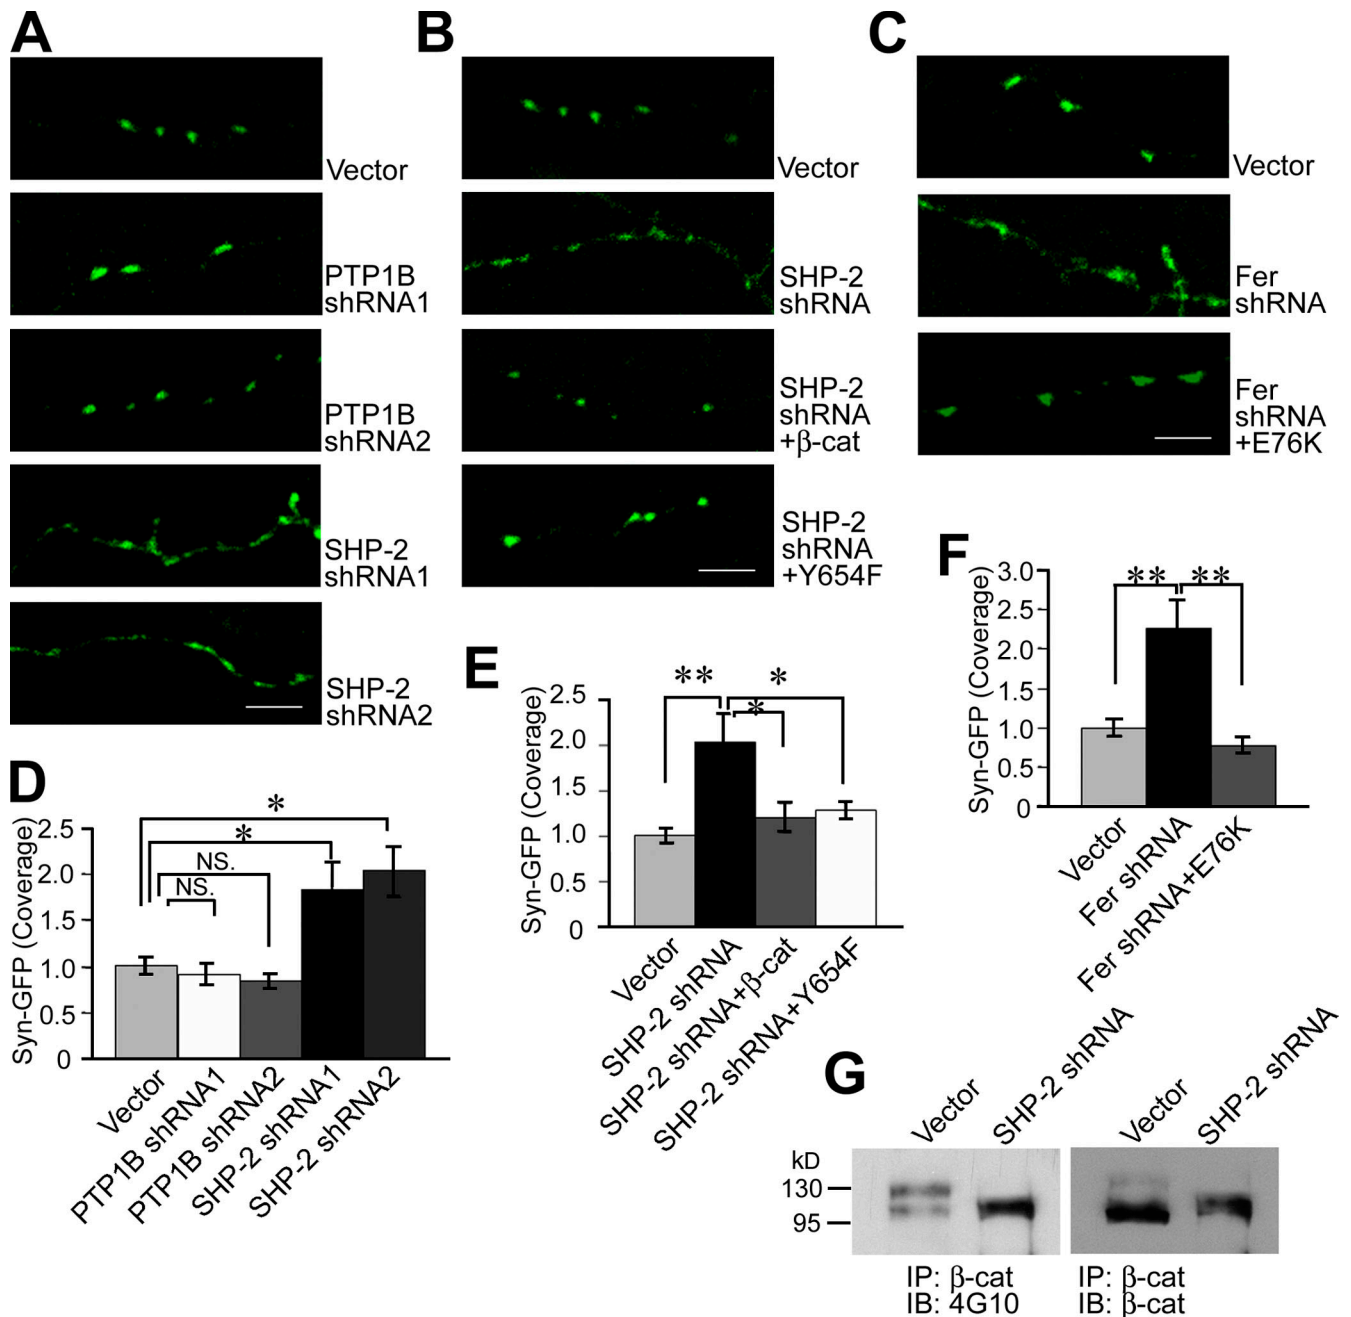 A
Vector
PTP1B
shRNA1
PTP1B
shRNA2
SHP-2
shRNA1
SHP-2
shRNA2
B
Vector
SHP-2
shRNA
SHP-2
shRNA
+β-cat
SHP-2
shRNA
+Y654F
C
Vector
Fer
shRNA
Fer
shRNA
+E76K
D
Syn-GFP (Coverage)
2.5
2.0
1.5
1.0
0.5
0
*
*
NS.
NS.
Vector
PTP1B shRNA1
PTP1B shRNA2
SHP-2 shRNA1
SHP-2 shRNA2
E
Syn-GFP (Coverage)
2.5
2.0
1.5
1.0
0.5
0
**
*
*
Vector
SHP-2 shRNA
SHP-2 shRNA+β-cat
SHP-2 shRNA+Y654F
F
Syn-GFP (Coverage)
3.0
2.5
2.0
1.5
1.0
0.5
0
**
**
Vector
Fer shRNA
Fer shRNA+E76K
G
Vector
SHP-2 shRNA
Vector
SHP-2 shRNA
kD
130
95
IP: β-cat
IB: 4G10
IP: β-cat
IB: β-cat